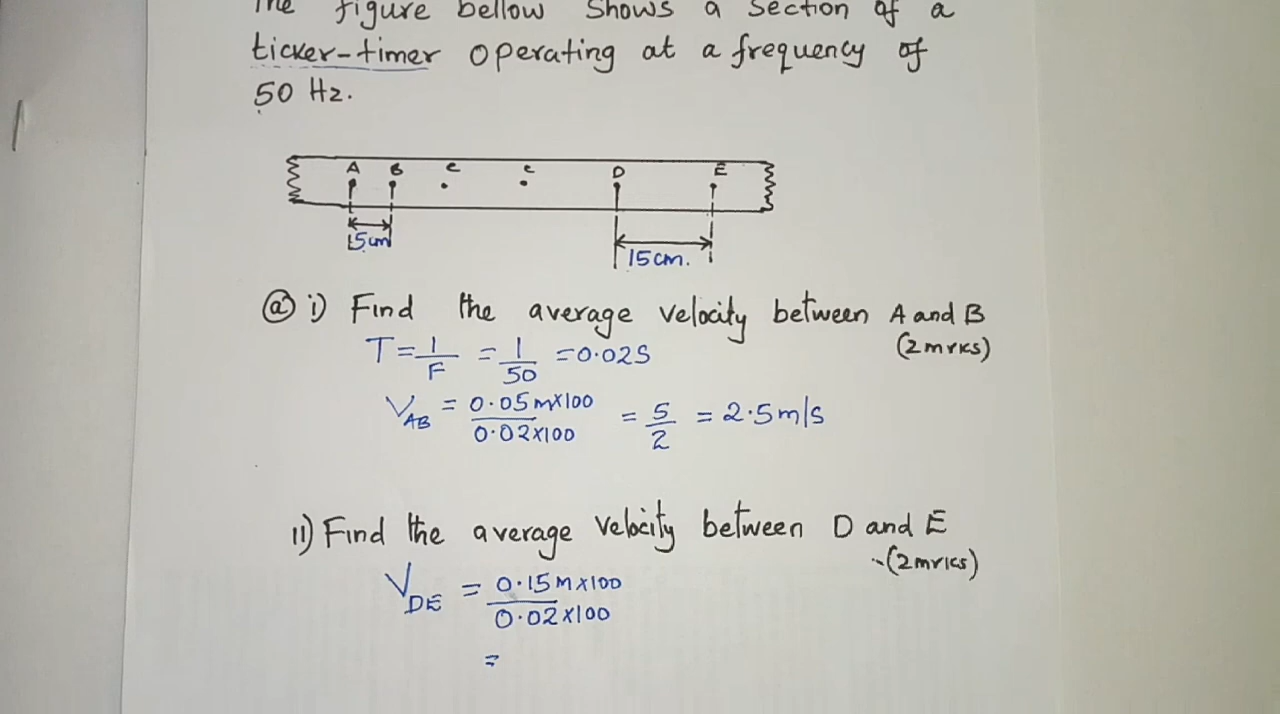 The figure bellow shows a section of a
ticker-timer operating at a frequency of
50 Hz.
A B c c D E
5cm
15cm.
@ i) Find the average velocity between A and B
(2mrks)
T = 1/F = 1/50 = 0.02S
VAB = 0.05m×100 / 0.02×100 = 5/2 = 2.5m/s
11) Find the average velocity between D and E
(2mrks)
VDE = 0.15M×100 / 0.02×100
=